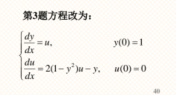 第3题方程改为：
dy/dx = u, y(0) = 1
du/dx = 2(1 − y²)u − y, u(0) = 0